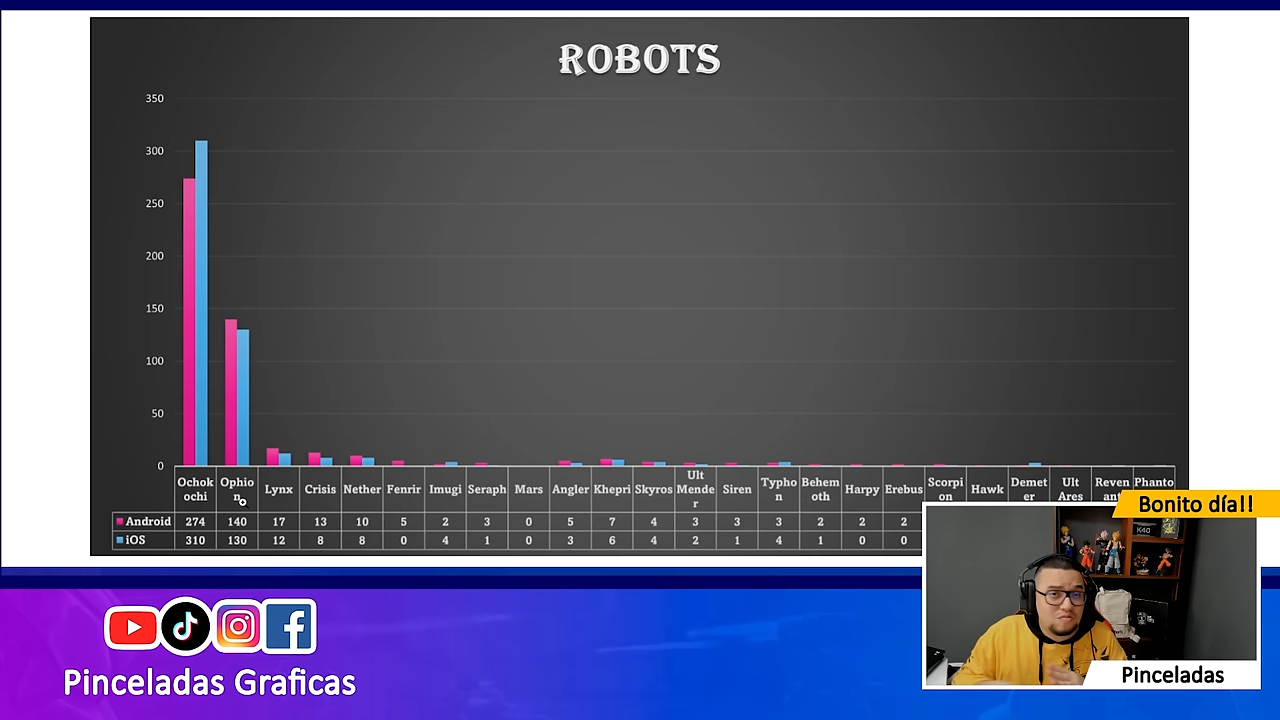 ROBOTS
350
300
250
200
150
100
50
0
Ochok
ochi
Ophio
n
Lynx
Crisis
Nether
Fenrir
Imugi
Seraph
Mars
Angler
Khepri
Skyros
Ult
Mende
r
Siren
Typho
n
Behem
oth
Harpy
Erebus
Scorpi
on
Hawk
Demet
er
Ult
Ares
Reven
ant
Phanto
Android 274 140 17 13 10 5 2 3 0 5 7 4 3 3 3 2 2 2
iOS 310 130 12 8 8 0 4 1 0 3 6 4 2 1 4 1 0 0
Bonito día!!
K40
Pinceladas
Pinceladas Graficas